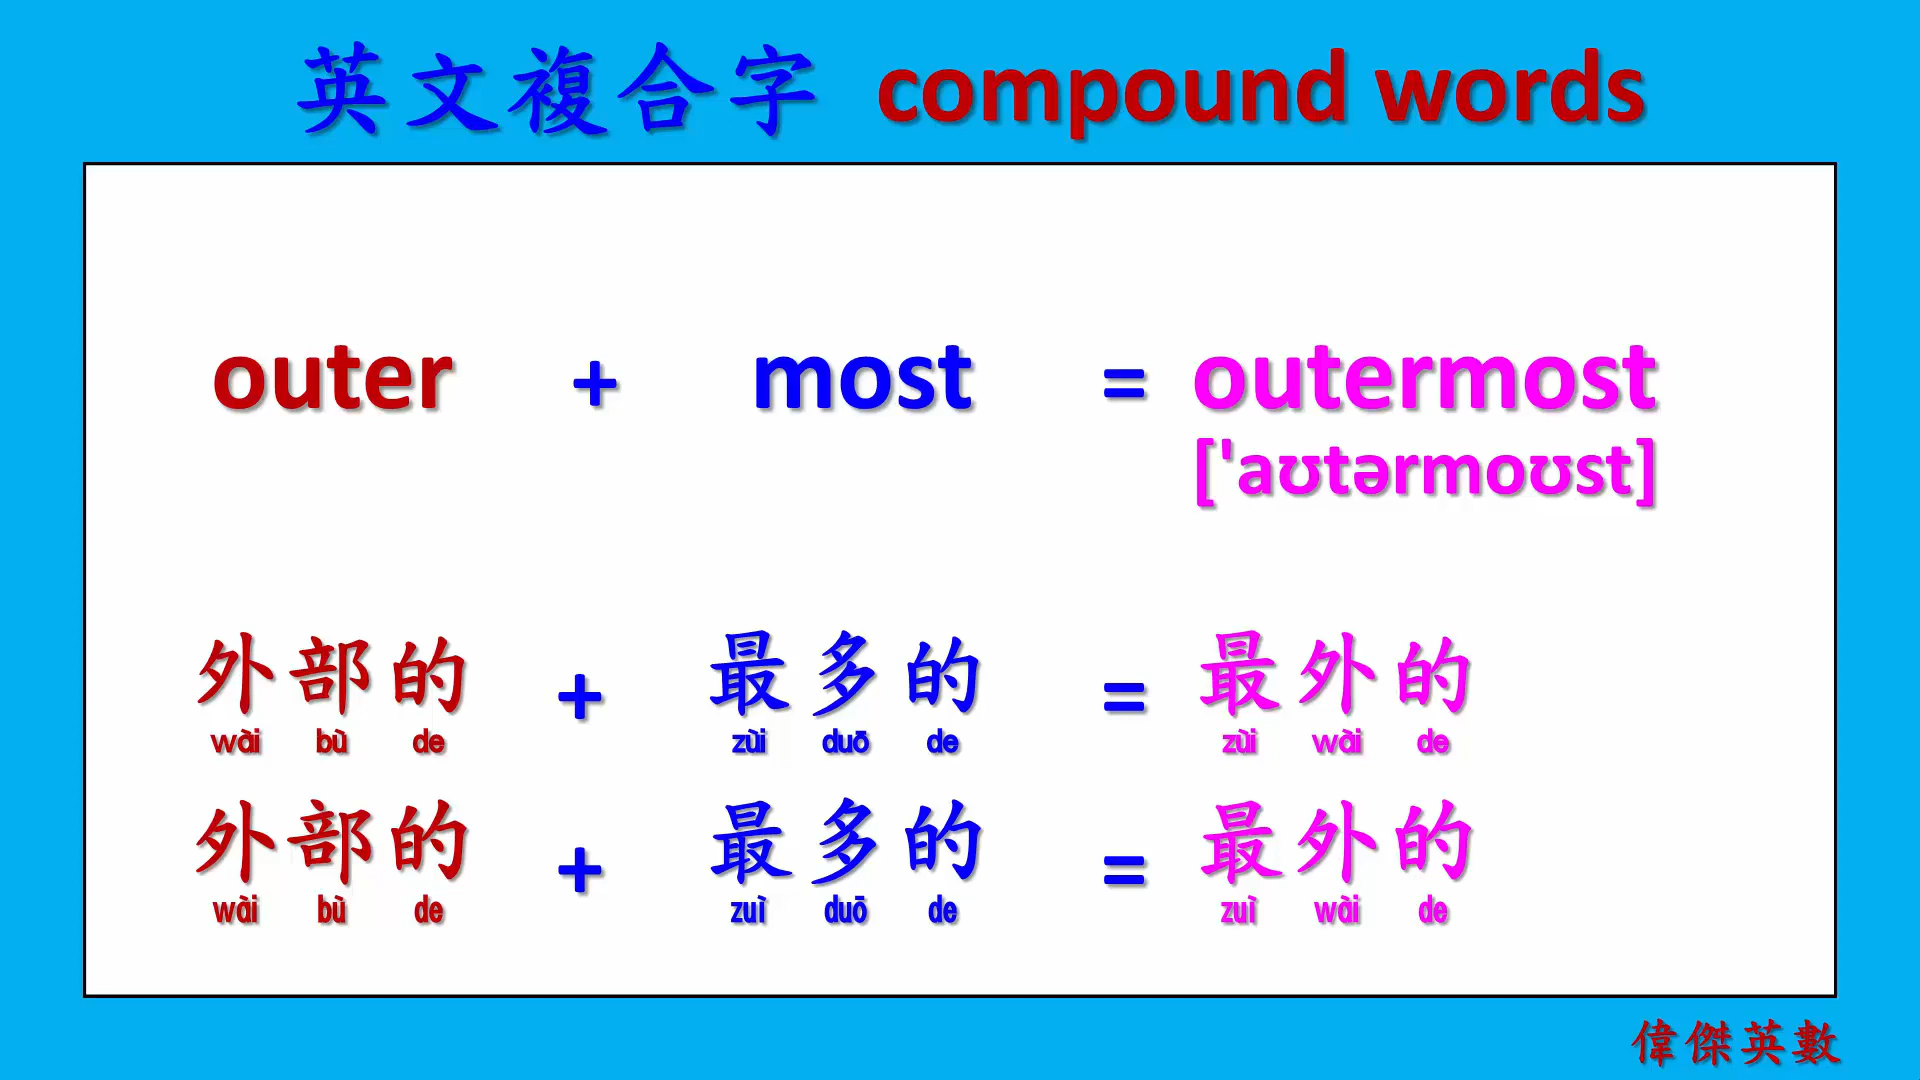 英文複合字 compound words
outer + most = outermost
['aʊtərmoʊst]
外部的 + 最多的 = 最外的
wài bù de zùi duō de zùi wài de
外部的 + 最多的 = 最外的
wài bù de zuì duō de zuì wài de
偉傑英數